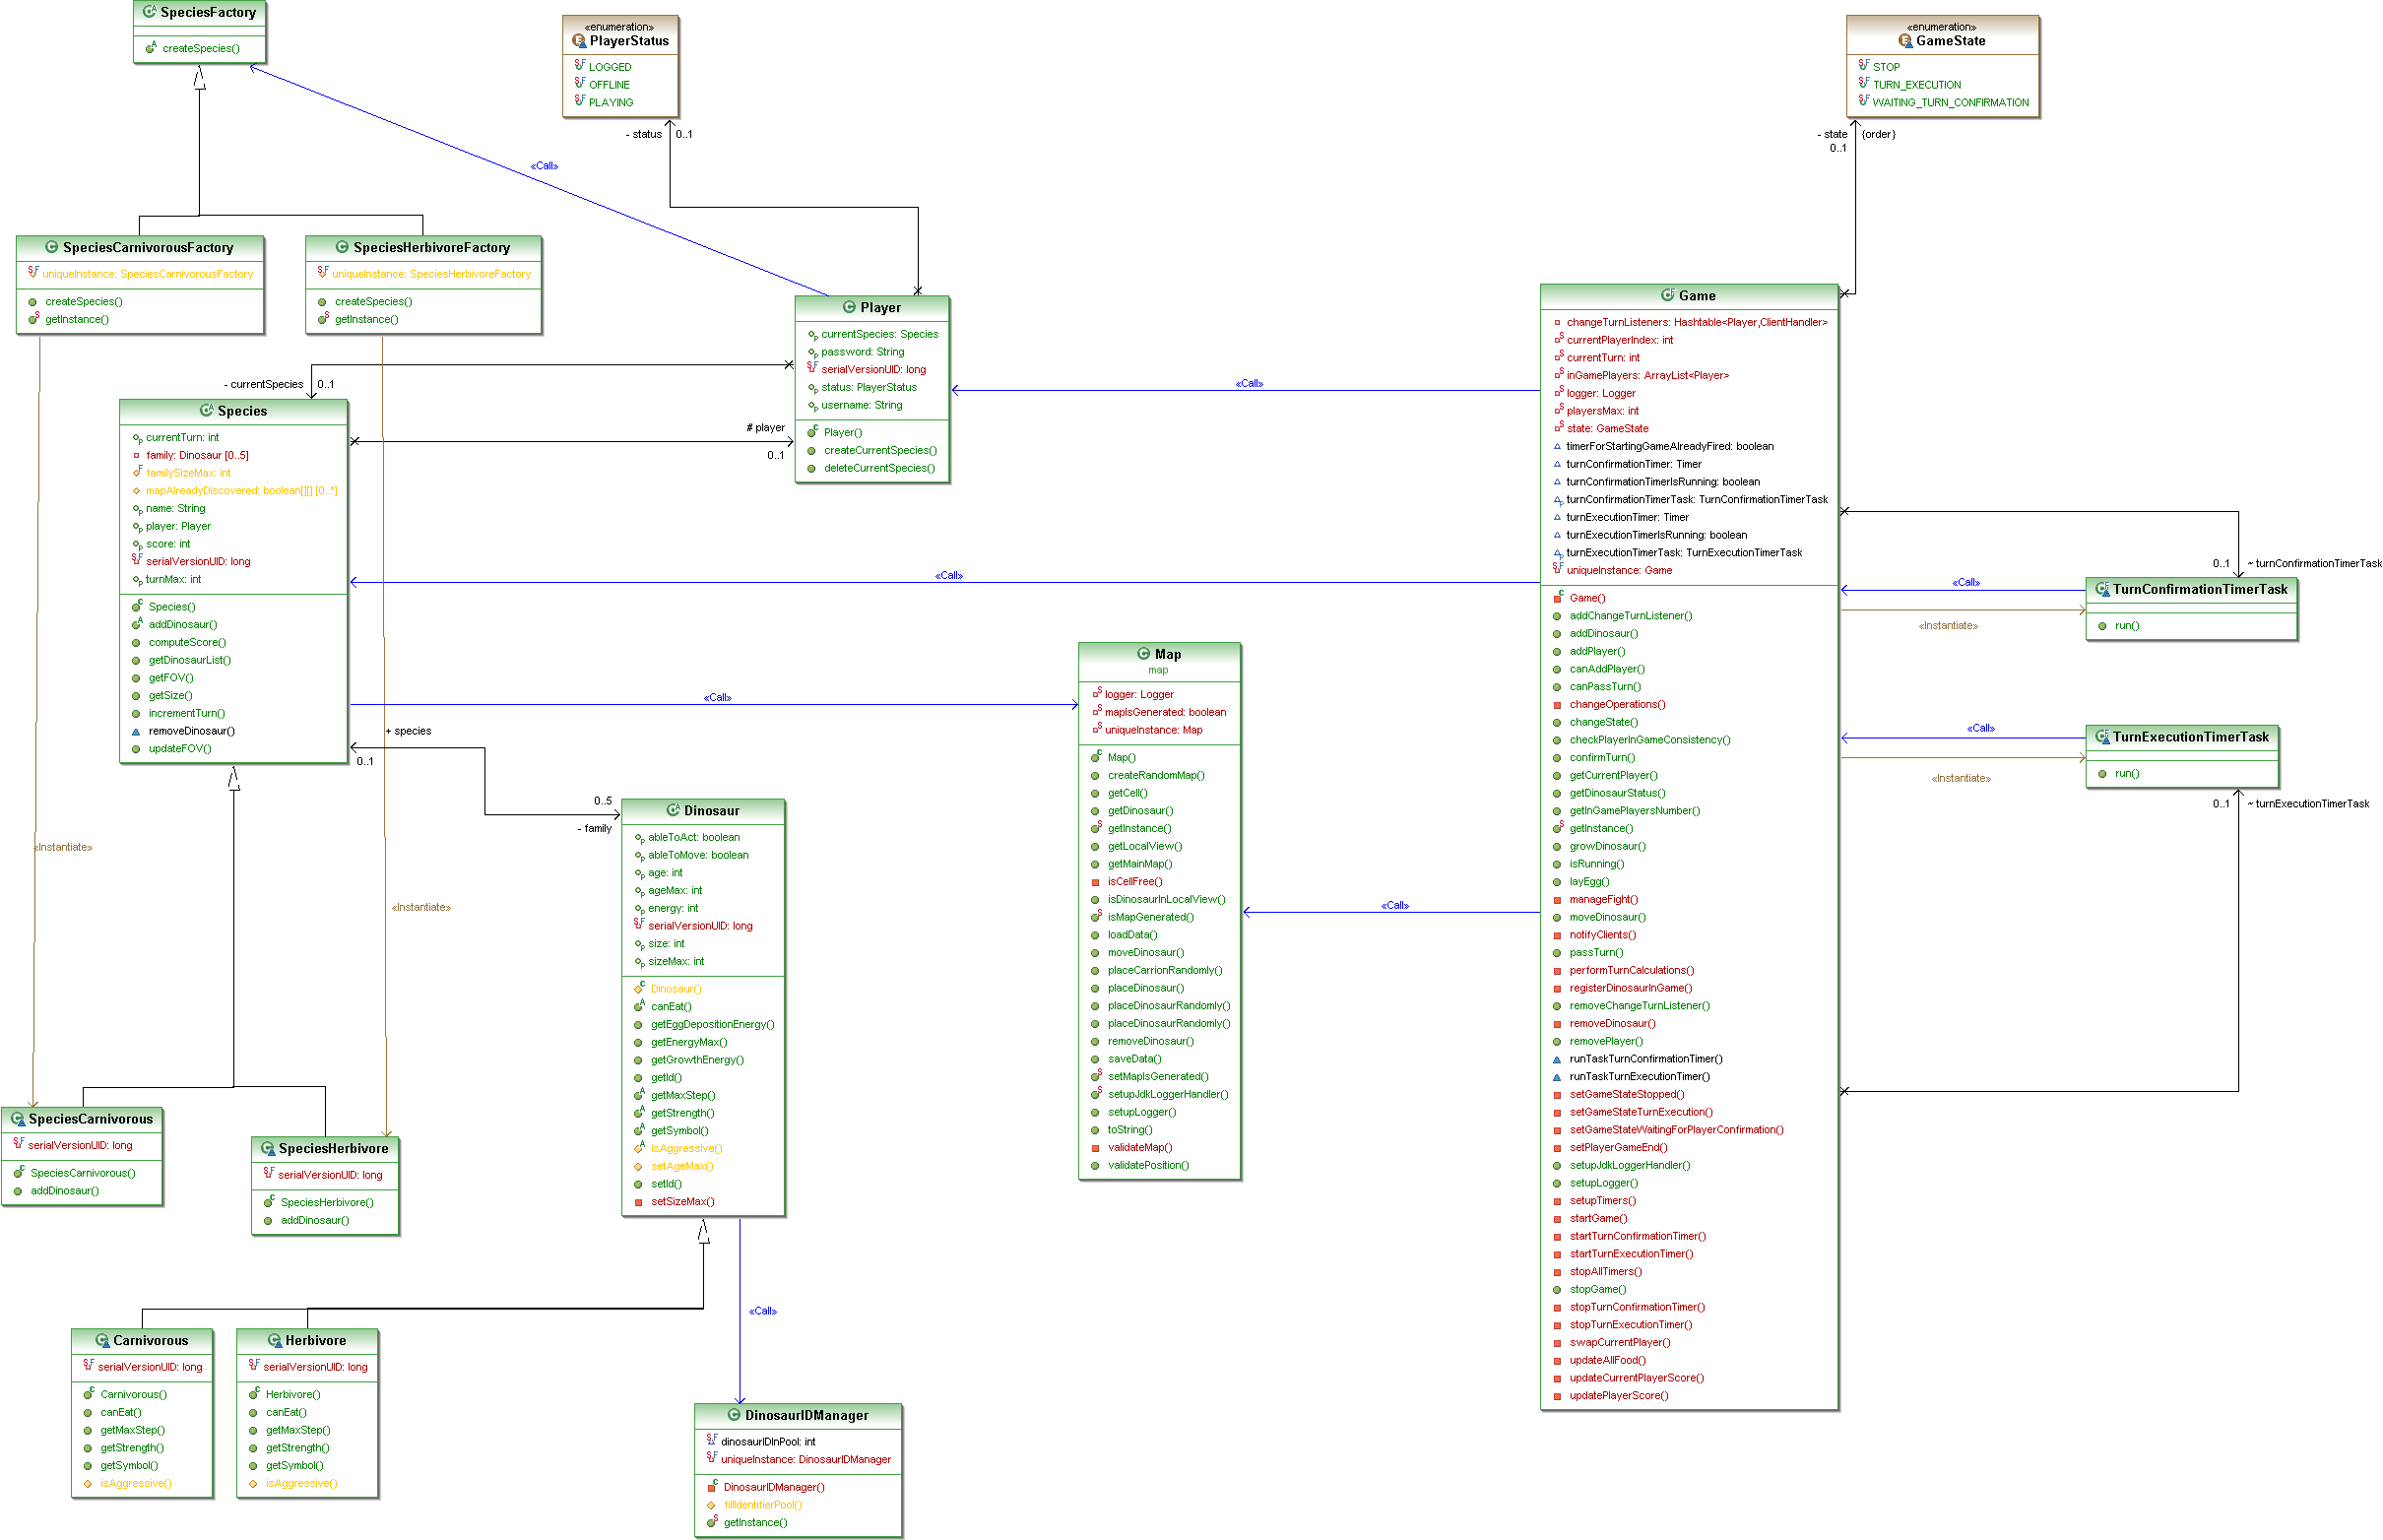 SpeciesFactory
createSpecies()
«enumeration»
PlayerStatus
LOGGED
OFFLINE
PLAYING
- status
0..1
«enumeration»
GameState
STOP
TURN_EXECUTION
WAITING_TURN_CONFIRMATION
- state
{order}
0..1
«Call»
SpeciesCarnivorousFactory
uniqueInstance: SpeciesCarnivorousFactory
createSpecies()
getInstance()
SpeciesHerbivoreFactory
uniqueInstance: SpeciesHerbivoreFactory
createSpecies()
getInstance()
Player
currentSpecies: Species
password: String
serialVersionUID: long
status: PlayerStatus
username: String
Player()
createCurrentSpecies()
deleteCurrentSpecies()
- currentSpecies
0..1
# player
0..1
«Call»
«Call»
Species
currentTurn: int
family: Dinosaur [0..5]
familySizeMax: int
mapAlreadyDiscovered: boolean[][] [0..*]
name: String
player: Player
score: int
serialVersionUID: long
turnMax: int
Species()
addDinosaur()
computeScore()
getDinosaurList()
getFOV()
getSize()
incrementTurn()
removeDinosaur()
updateFOV()
«Call»
+ species
0..1
0..5
- family
Game
changeTurnListeners: Hashtable<Player,ClientHandler>
currentPlayerIndex: int
currentTurn: int
inGamePlayers: ArrayList<Player>
logger: Logger
playersMax: int
state: GameState
timerForStartingGameAlreadyFired: boolean
turnConfirmationTimer: Timer
turnConfirmationTimerIsRunning: boolean
turnConfirmationTimerTask: TurnConfirmationTimerTask
turnExecutionTimer: Timer
turnExecutionTimerIsRunning: boolean
turnExecutionTimerTask: TurnExecutionTimerTask
uniqueInstance: Game
Game()
addChangeTurnListener()
addDinosaur()
addPlayer()
canAddPlayer()
canPassTurn()
changeOperations()
changeState()
checkPlayerInGameConsistency()
confirmTurn()
getCurrentPlayer()
getDinosaurStatus()
getInGamePlayersNumber()
getInstance()
growDinosaur()
isRunning()
layEgg()
manageFight()
moveDinosaur()
notifyClients()
passTurn()
performTurnCalculations()
registerDinosaurInGame()
removeChangeTurnListener()
removeDinosaur()
removePlayer()
runTaskTurnConfirmationTimer()
runTaskTurnExecutionTimer()
setGameStateStopped()
setGameStateTurnExecution()
setGameStateWaitingForPlayerConfirmation()
setPlayerGameEnd()
setupJdkLoggerHandler()
setupLogger()
setupTimers()
startGame()
startTurnConfirmationTimer()
startTurnExecutionTimer()
stopAllTimers()
stopGame()
stopTurnConfirmationTimer()
stopTurnExecutionTimer()
swapCurrentPlayer()
updateAllFood()
updateCurrentPlayerScore()
updatePlayerScore()
0..1
~ turnConfirmationTimerTask
«Call»
«Instantiate»
TurnConfirmationTimerTask
run()
«Call»
«Instantiate»
TurnExecutionTimerTask
run()
0..1
~ turnExecutionTimerTask
Map
map
logger: Logger
mapIsGenerated: boolean
uniqueInstance: Map
Map()
createRandomMap()
getCell()
getDinosaur()
getInstance()
getLocalView()
getMainMap()
isCellFree()
isDinosaurInLocalView()
isMapGenerated()
loadData()
moveDinosaur()
placeCarrionRandomly()
placeDinosaur()
placeDinosaurRandomly()
placeDinosaurRandomly()
removeDinosaur()
saveData()
setMapIsGenerated()
setupJdkLoggerHandler()
setupLogger()
toString()
validateMap()
validatePosition()
«Call»
Dinosaur
ableToAct: boolean
ableToMove: boolean
age: int
ageMax: int
energy: int
serialVersionUID: long
size: int
sizeMax: int
Dinosaur()
canEat()
getEggDepositionEnergy()
getEnergyMax()
getGrowthEnergy()
getId()
getMaxStep()
getStrength()
getSymbol()
isAggressive()
setAgeMax()
setId()
setSizeMax()
«Instantiate»
«Instantiate»
SpeciesCarnivorous
serialVersionUID: long
SpeciesCarnivorous()
addDinosaur()
SpeciesHerbivore
serialVersionUID: long
SpeciesHerbivore()
addDinosaur()
«Call»
Carnivorous
serialVersionUID: long
Carnivorous()
canEat()
getMaxStep()
getStrength()
getSymbol()
isAggressive()
Herbivore
serialVersionUID: long
Herbivore()
canEat()
getMaxStep()
getStrength()
getSymbol()
isAggressive()
DinosaurIDManager
dinosaurIDInPool: int
uniqueInstance: DinosaurIDManager
DinosaurIDManager()
fillIdentifierPool()
getInstance()